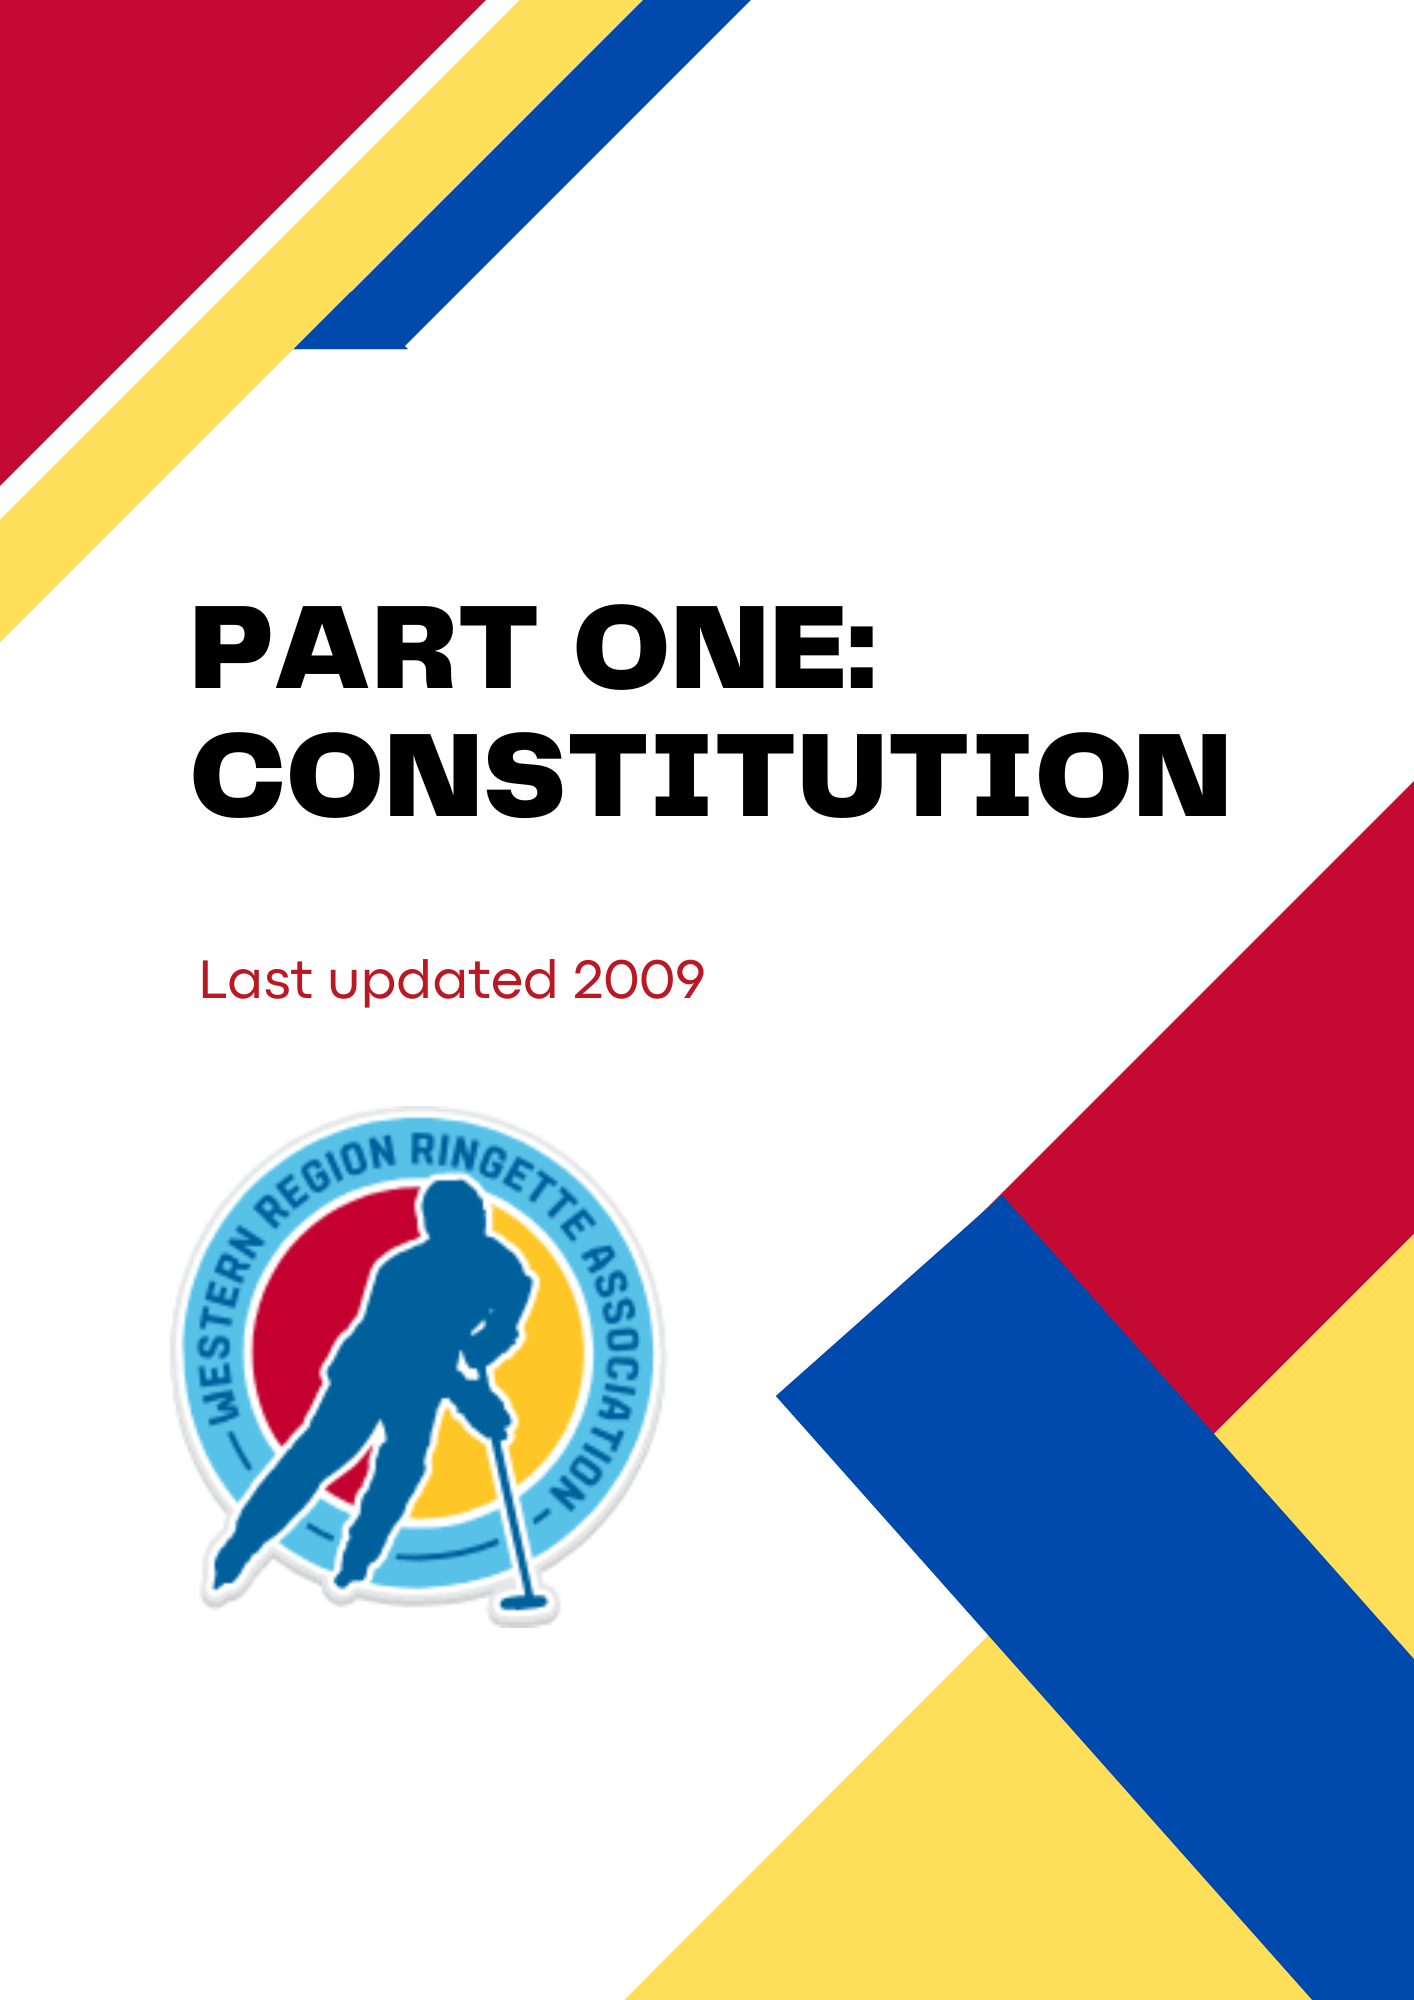 PART ONE:
CONSTITUTION
Last updated 2009
WESTERN REGION RINGETTE ASSOCIATION